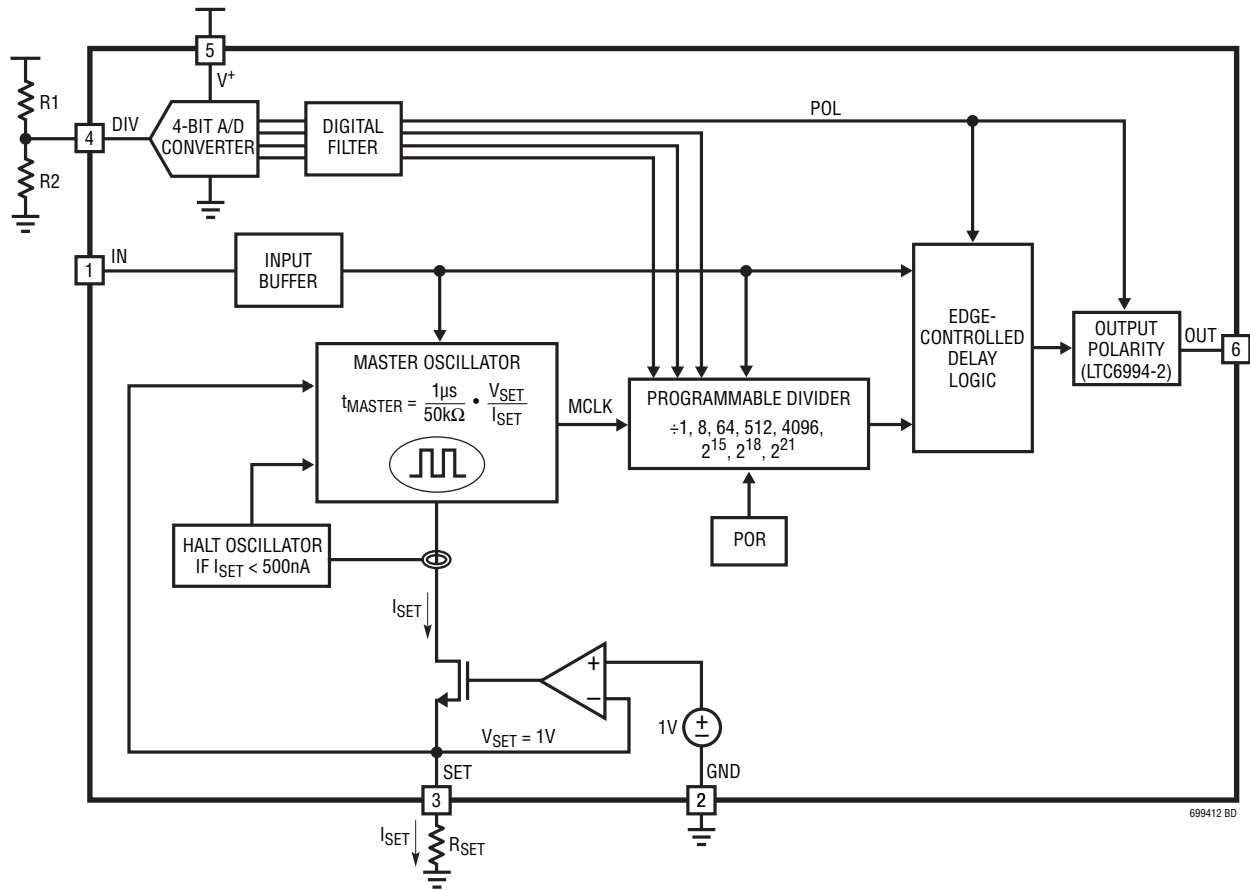 5
V+
R1
4
DIV
4-BIT A/D
CONVERTER
DIGITAL
FILTER
POL
R2
1
IN
INPUT
BUFFER
EDGE-
CONTROLLED
DELAY
LOGIC
OUTPUT
POLARITY
(LTC6994-2)
OUT
6
MASTER OSCILLATOR
tMASTER = 1µs/50kΩ • VSET/ISET
MCLK
PROGRAMMABLE DIVIDER
÷1, 8, 64, 512, 4096,
2^15, 2^18, 2^21
POR
HALT OSCILLATOR
IF ISET < 500nA
ISET
+
–
1V
+
–
VSET = 1V
SET
GND
3
2
ISET
RSET
699412 BD